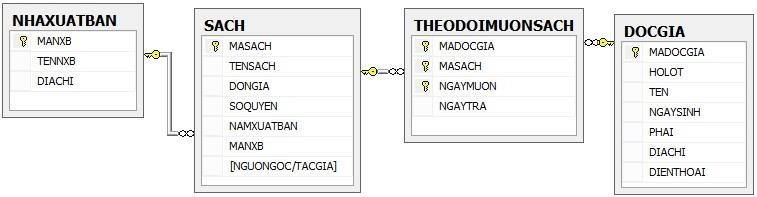 NHAXUATBAN
MANXB
TENNXB
DIACHI
SACH
MASACH
TENSACH
DONGIA
SOQUYEN
NAMXUATBAN
MANXB
[NGUONGOC/TACGIA]
THEODOIMUONSACH
MADOCGIA
MASACH
NGAYMUON
NGAYTRA
DOCGIA
MADOCGIA
HOLOT
TEN
NGAYSINH
PHAI
DIACHI
DIENTHOAI